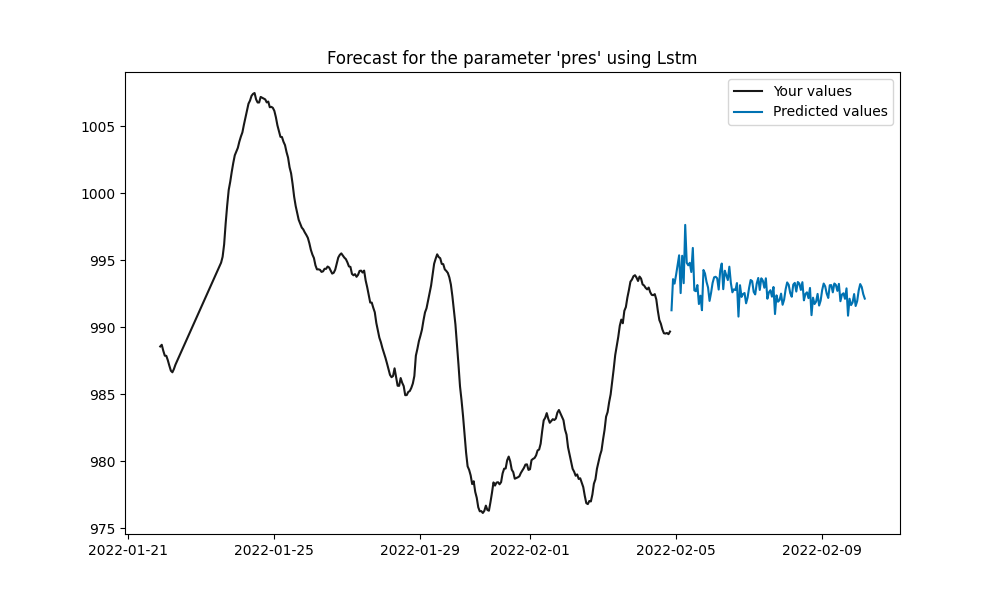 Forecast for the parameter 'pres' using Lstm
Your values
Predicted values
1005
1000
995
990
985
980
975
2022-01-21 2022-01-25 2022-01-29 2022-02-01 2022-02-05 2022-02-09